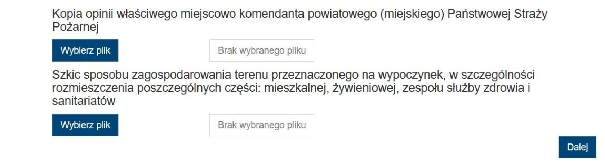 Kopia opinii właściwego miejscowo komendanta powiatowego (miejskiego) Państwowej Straży
Pożarnej
Wybierz plik Brak wybranego pliku
Szkic sposobu zagospodarowania terenu przeznaczonego na wypoczynek, w szczególności
rozmieszczenia poszczególnych części: mieszkalnej, żywieniowej, zespołu służby zdrowia i
sanitariatów
Wybierz plik Brak wybranego pliku
Dalej